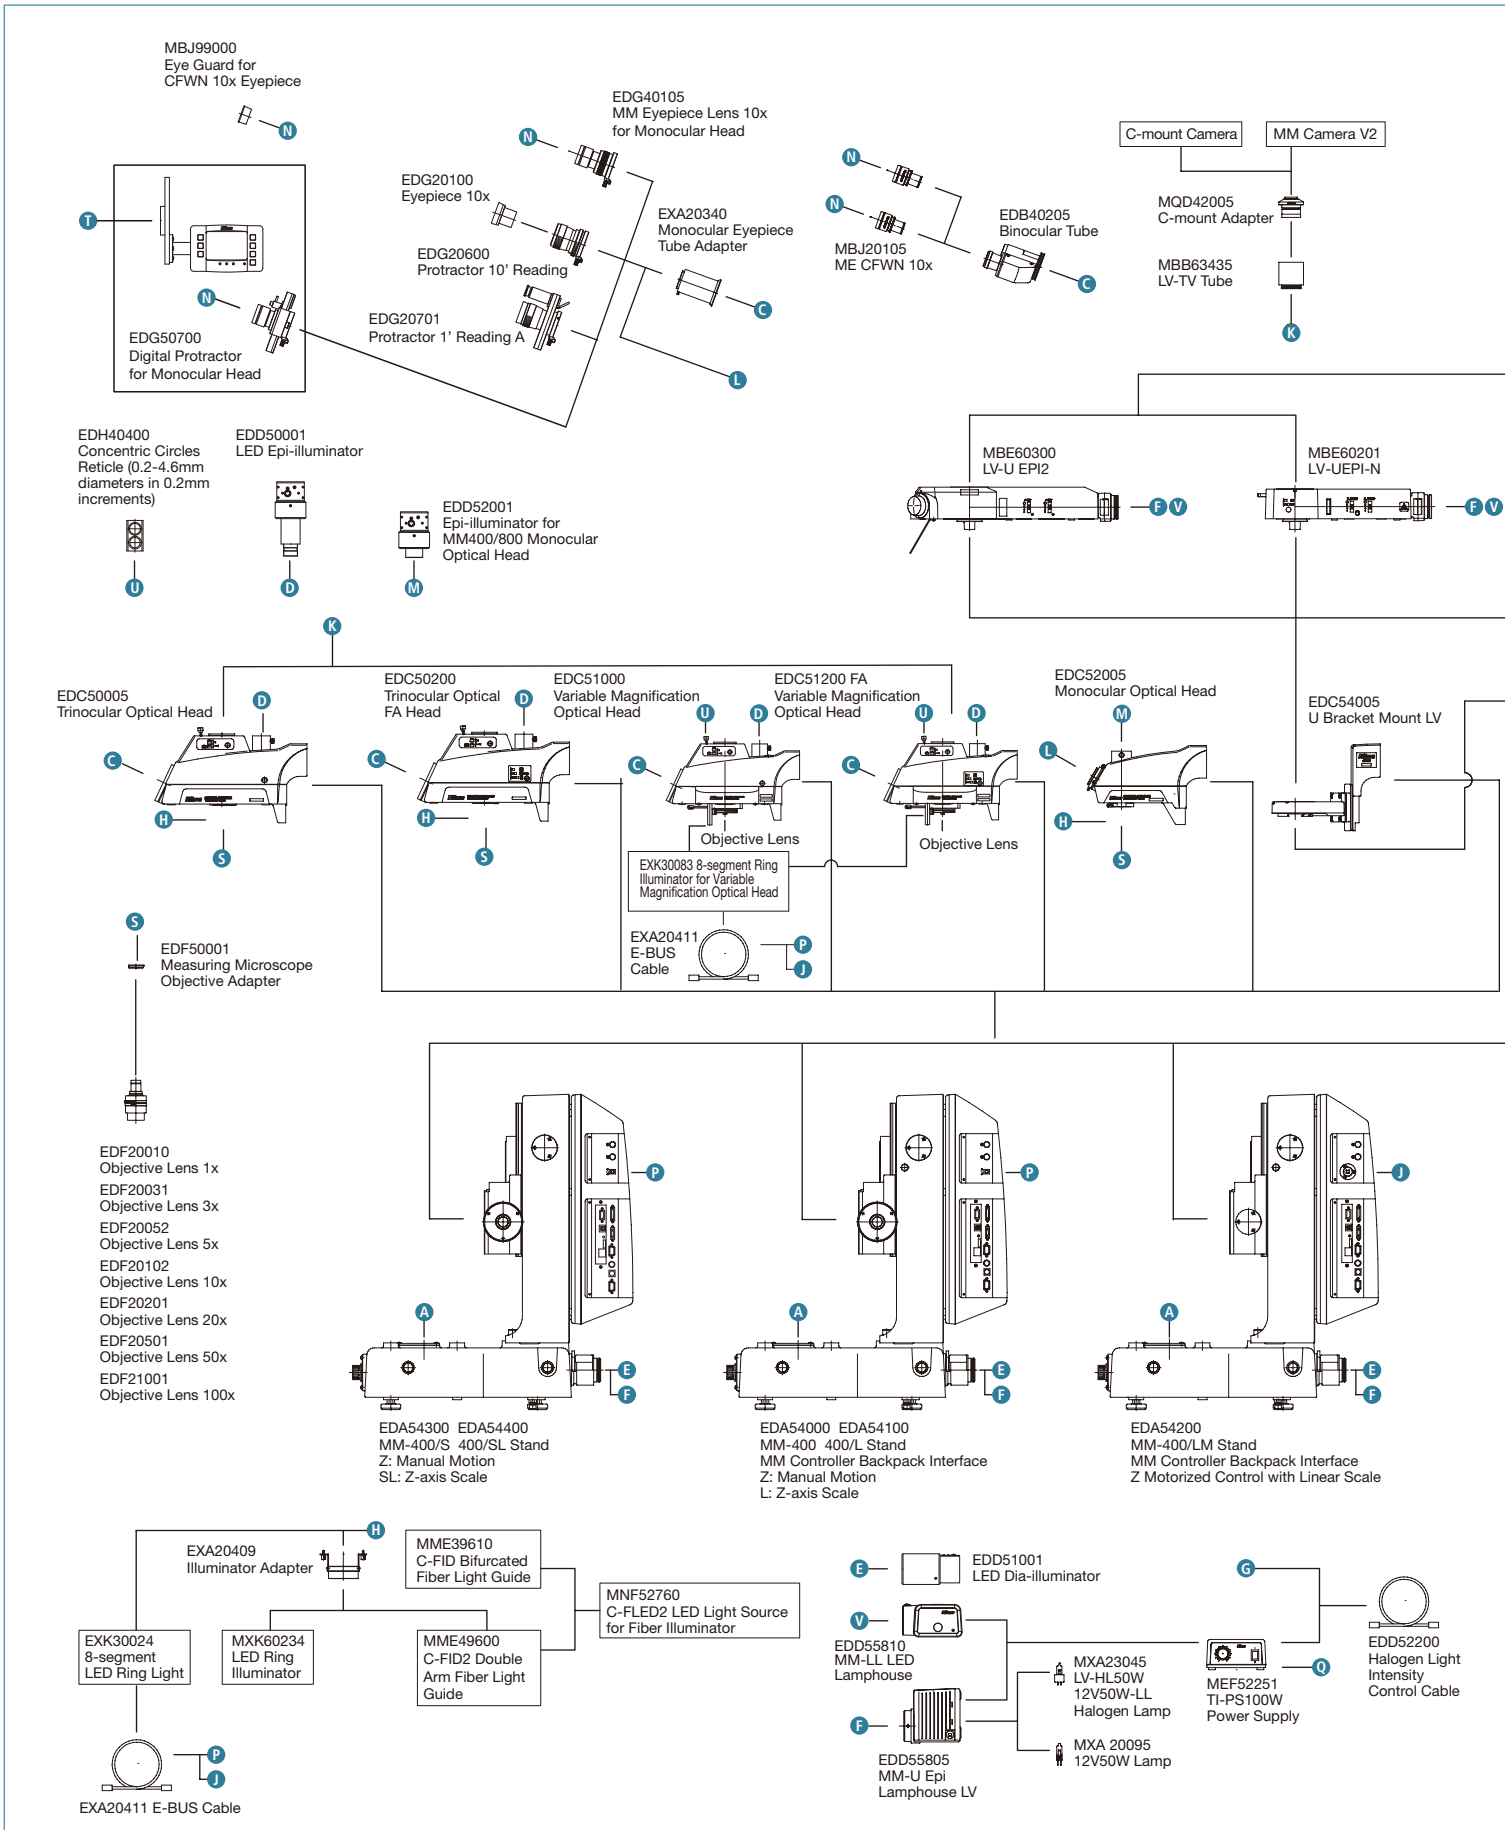 MBJ99000
Eye Guard for
CFWN 10x Eyepiece
N
EDG40105
MM Eyepiece Lens 10x
for Monocular Head
N
EDG20100
Eyepiece 10x
EXA20340
Monocular Eyepiece
Tube Adapter
EDG20600
Protractor 10' Reading
C
EDG20701
Protractor 1' Reading A
L
T
N
EDG50700
Digital Protractor
for Monocular Head
N
N
EDB40205
Binocular Tube
MBJ20105
ME CFWN 10x
C
C-mount Camera
MM Camera V2
MQD42005
C-mount Adapter
MBB63435
LV-TV Tube
K
EDH40400
Concentric Circles
Reticle (0.2-4.6mm
diameters in 0.2mm
increments)
U
EDD50001
LED Epi-illuminator
D
EDD52001
Epi-illuminator for
MM400/800 Monocular
Optical Head
M
MBE60300
LV-U EPI2
F V
MBE60201
LV-UEPI-N
F V
K
EDC50005
Trinocular Optical Head
D
C
H
S
EDC50200
Trinocular Optical
FA Head
D
C
H
S
EDC51000
Variable Magnification
Optical Head
U
D
C
Objective Lens
EDC51200 FA
Variable Magnification
Optical Head
U
D
C
Objective Lens
EDC52005
Monocular Optical Head
M
L
H
S
EDC54005
U Bracket Mount LV
EXK30083 8-segment Ring
Illuminator for Variable
Magnification Optical Head
EXA20411
E-BUS
Cable
P
J
S
EDF50001
Measuring Microscope
Objective Adapter
EDF20010
Objective Lens 1x
EDF20031
Objective Lens 3x
EDF20052
Objective Lens 5x
EDF20102
Objective Lens 10x
EDF20201
Objective Lens 20x
EDF20501
Objective Lens 50x
EDF21001
Objective Lens 100x
P
A
E
F
EDA54300 EDA54400
MM-400/S 400/SL Stand
Z: Manual Motion
SL: Z-axis Scale
P
A
E
F
EDA54000 EDA54100
MM-400 400/L Stand
MM Controller Backpack Interface
Z: Manual Motion
L: Z-axis Scale
J
A
E
F
EDA54200
MM-400/LM Stand
MM Controller Backpack Interface
Z Motorized Control with Linear Scale
H
EXA20409
Illuminator Adapter
MME39610
C-FID Bifurcated
Fiber Light Guide
MNF52760
C-FLED2 LED Light Source
for Fiber Illuminator
EXK30024
8-segment
LED Ring Light
MXK60234
LED Ring
Illuminator
MME49600
C-FID2 Double
Arm Fiber Light
Guide
P
J
EXA20411 E-BUS Cable
E
EDD51001
LED Dia-illuminator
V
EDD55810
MM-LL LED
Lamphouse
F
EDD55805
MM-U Epi
Lamphouse LV
MXA23045
LV-HL50W
12V50W-LL
Halogen Lamp
MXA 20095
12V50W Lamp
G
MEF52251
TI-PS100W
Power Supply
Q
EDD52200
Halogen Light
Intensity
Control Cable